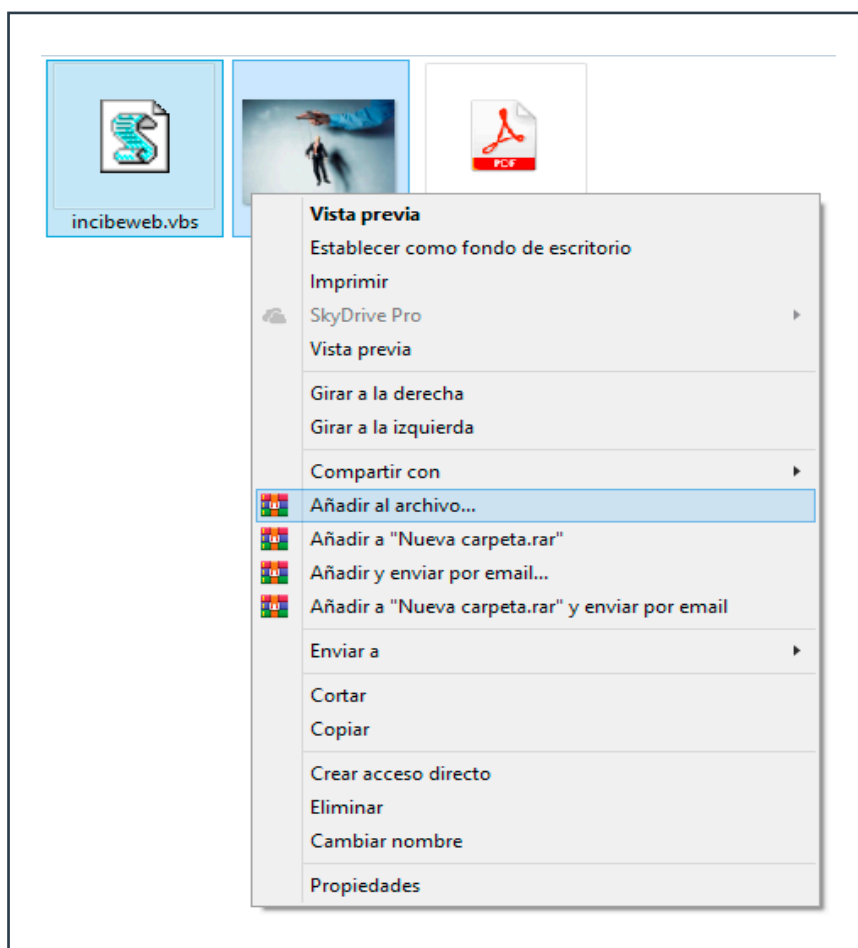 PDF
incibeweb.vbs
Vista previa
Establecer como fondo de escritorio
Imprimir
SkyDrive Pro
Vista previa
Girar a la derecha
Girar a la izquierda
Compartir con
Añadir al archivo...
Añadir a "Nueva carpeta.rar"
Añadir y enviar por email...
Añadir a "Nueva carpeta.rar" y enviar por email
Enviar a
Cortar
Copiar
Crear acceso directo
Eliminar
Cambiar nombre
Propiedades